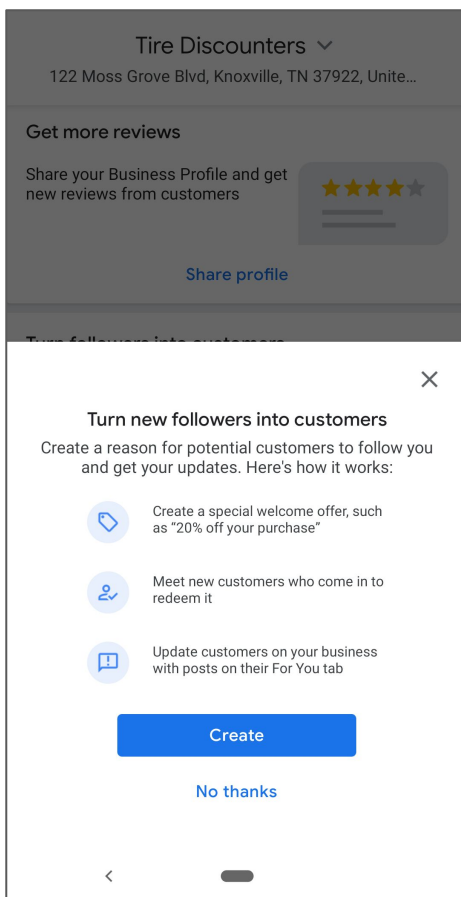 Tire Discounters
122 Moss Grove Blvd, Knoxville, TN 37922, Unite...
Get more reviews
Share your Business Profile and get
new reviews from customers
Share profile
Turn followers into customers
Turn new followers into customers
Create a reason for potential customers to follow you
and get your updates. Here's how it works:
Create a special welcome offer, such
as “20% off your purchase”
Meet new customers who come in to
redeem it
Update customers on your business
with posts on their For You tab
Create
No thanks